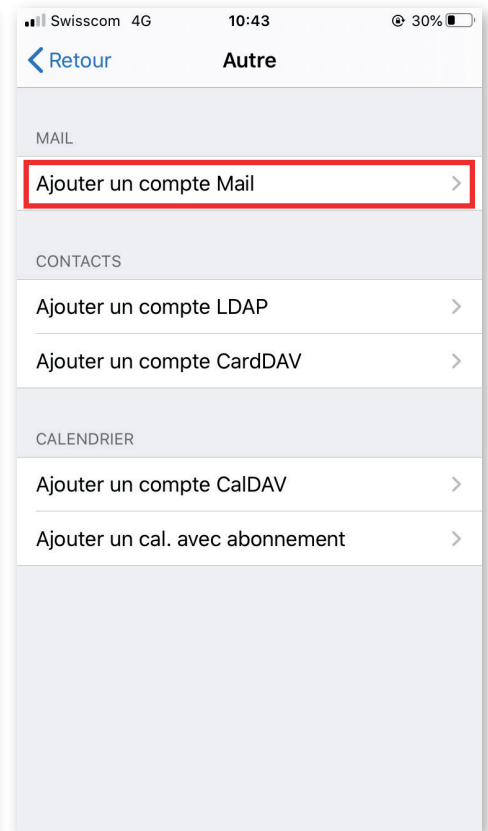 Swisscom 4G 10:43 30%
Retour Autre
MAIL
Ajouter un compte Mail
CONTACTS
Ajouter un compte LDAP
Ajouter un compte CardDAV
CALENDRIER
Ajouter un compte CalDAV
Ajouter un cal. avec abonnement